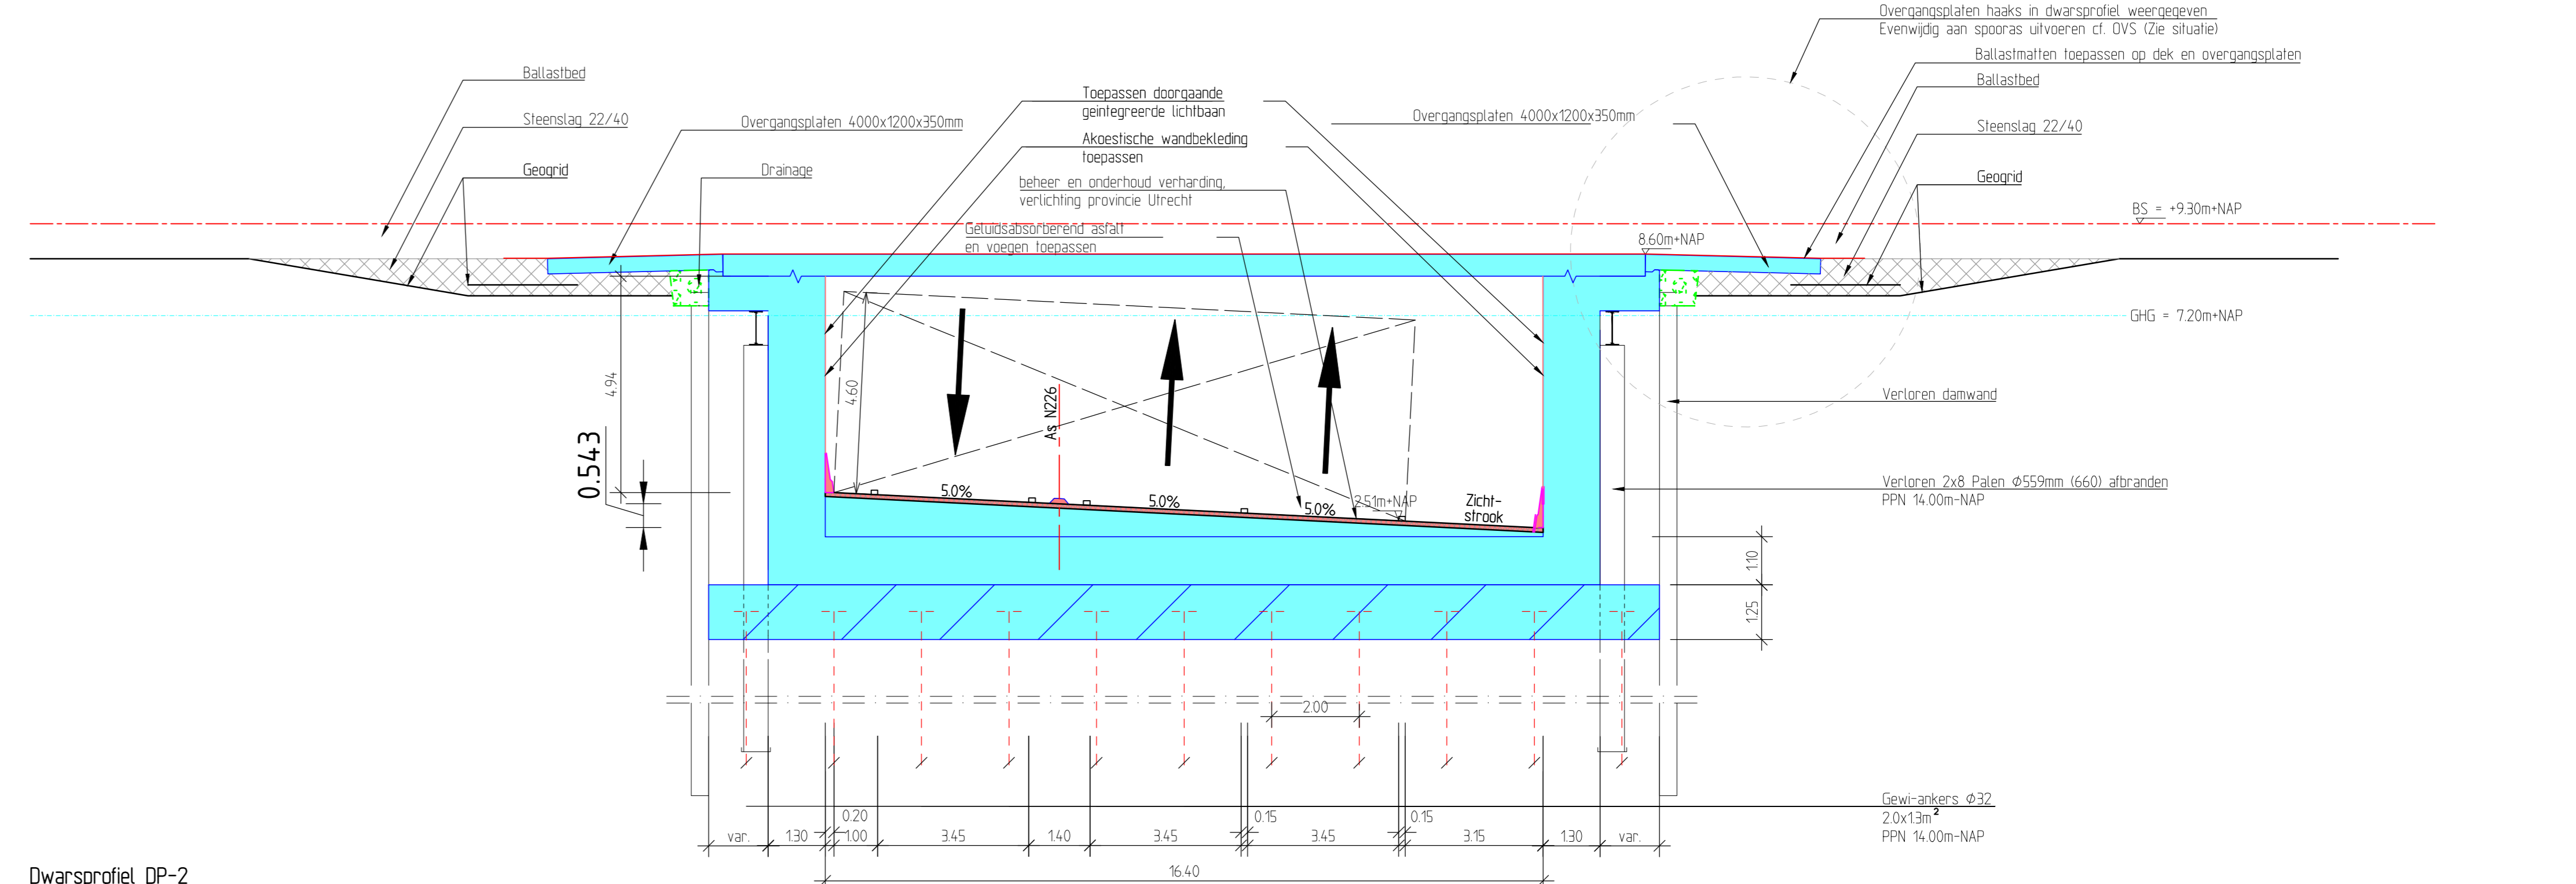 Overgangsplaten haaks in dwarsprofiel weergegeven
Evenwijdig aan spooras uitvoeren cf. OVS (Zie situatie)
Ballastmatten toepassen op dek en overgangsplaten
Ballastbed
Ballastbed
Toepassen doorgaande
geintegreerde lichtbaan
Steenslag 22/40
Overgangsplaten 4000x1200x350mm
Overgangsplaten 4000x1200x350mm
Steenslag 22/40
Akoestische wandbekleding
toepassen
Geogrid
Drainage
Geogrid
beheer en onderhoud verharding,
verlichting provincie Utrecht
BS = +9.30m+NAP
Geluidsabsorberend asfalt
en voegen toepassen
8.60m+NAP
GHG = 7.20m+NAP
4.94
4.60
As N226
Verloren damwand
0.543
5.0%
5.0%
5.0%
2.51m+NAP
Zicht-
strook
Verloren 2x8 Palen Ø559mm (660) afbranden
PPN 14.00m-NAP
1.10
1.25
2.00
Gewi-ankers Ø32
2.0x1.3m²
PPN 14.00m-NAP
0.20
0.15
0.15
var.
1.30
1.00
3.45
1.40
3.45
3.45
3.15
1.30
var.
16.40
Dwarsprofiel DP-2